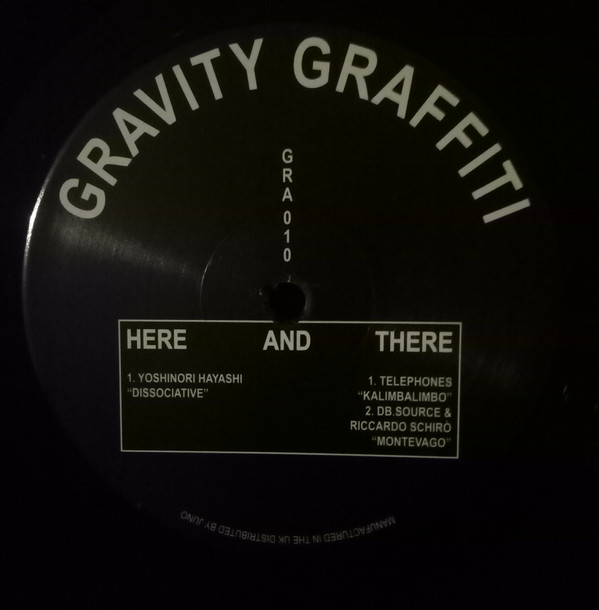 GRAVITY GRAFFITI
GRA 010
HERE AND THERE
1. YOSHINORI HAYASHI
“DISSOCIATIVE”
1. TELEPHONES
“KALIMBALIMBO”
2. DB.SOURCE &
RICCARDO SCHIRÒ
“MONTEVAGO”
MANUFACTURED IN THE UK DISTRIBUTED BY JUNO